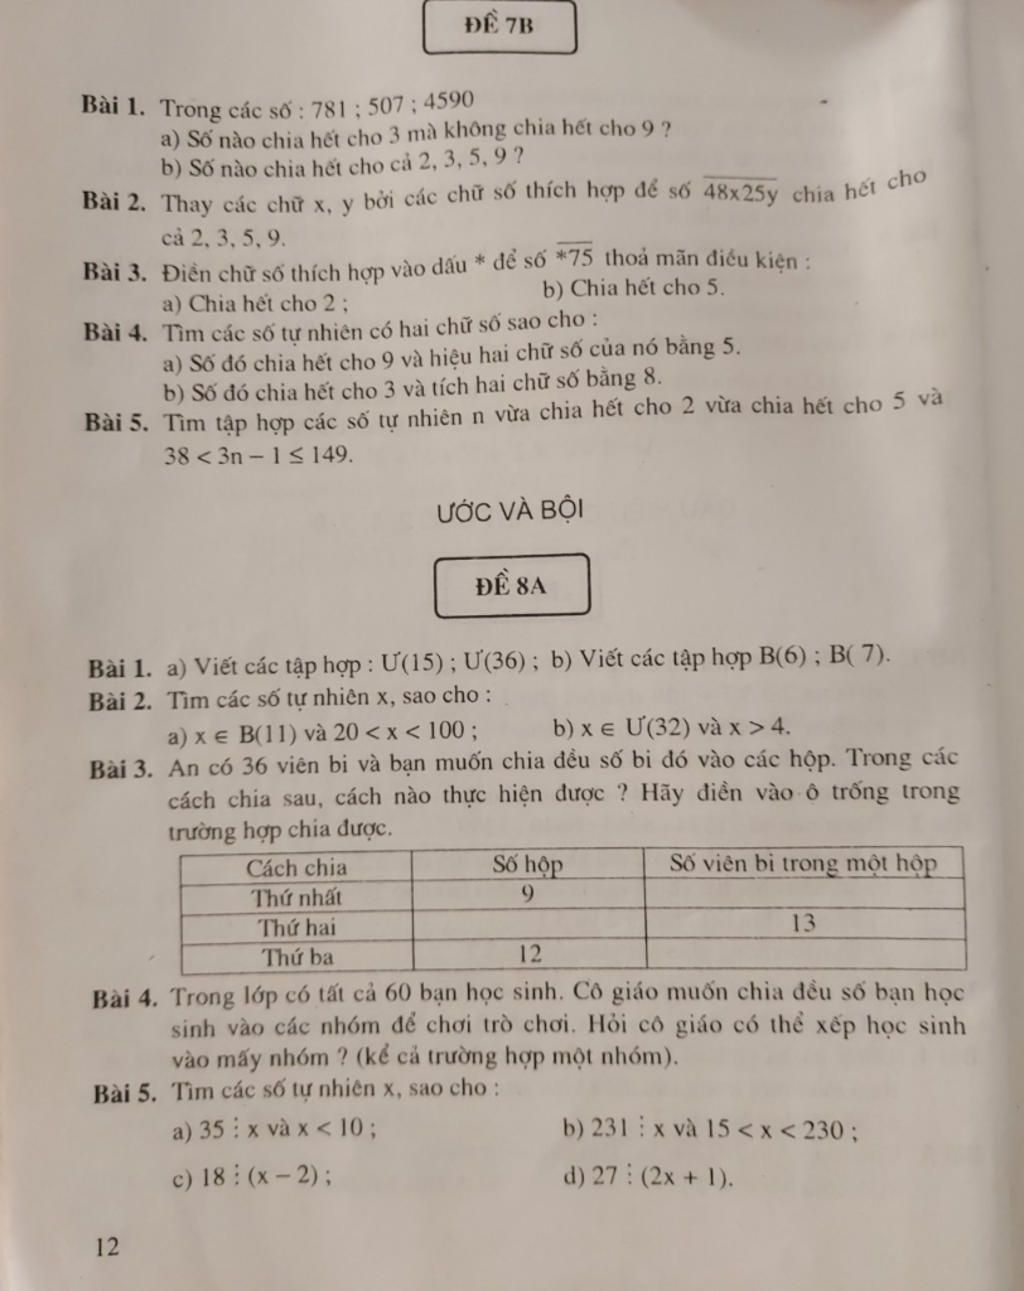 ĐỀ 7B
Bài 1. Trong các số : 781 ; 507 ; 4590
a) Số nào chia hết cho 3 mà không chia hết cho 9 ?
b) Số nào chia hết cho cả 2, 3, 5, 9 ?
Bài 2. Thay các chữ x, y bởi các chữ số thích hợp để số 48x25y chia hết cho
cả 2, 3, 5, 9.
Bài 3. Điền chữ số thích hợp vào dấu * để số *75 thoả mãn điều kiện :
a) Chia hết cho 2 ; b) Chia hết cho 5.
Bài 4. Tìm các số tự nhiên có hai chữ số sao cho :
a) Số đó chia hết cho 9 và hiệu hai chữ số của nó bằng 5.
b) Số đó chia hết cho 3 và tích hai chữ số bằng 8.
Bài 5. Tìm tập hợp các số tự nhiên n vừa chia hết cho 2 vừa chia hết cho 5 và
38 < 3n − 1 ≤ 149.
ƯỚC VÀ BỘI
ĐỀ 8A
Bài 1. a) Viết các tập hợp : Ư(15) ; Ư(36) ; b) Viết các tập hợp B(6) ; B( 7).
Bài 2. Tìm các số tự nhiên x, sao cho :
a) x ∈ B(11) và 20 < x < 100 ; b) x ∈ Ư(32) và x > 4.
Bài 3. An có 36 viên bi và bạn muốn chia đều số bi đó vào các hộp. Trong các
cách chia sau, cách nào thực hiện được ? Hãy điền vào ô trống trong
trường hợp chia được.
Cách chia Số hộp Số viên bi trong một hộp
Thứ nhất 9
Thứ hai 13
Thứ ba 12
Bài 4. Trong lớp có tất cả 60 bạn học sinh. Cô giáo muốn chia đều số bạn học
sinh vào các nhóm để chơi trò chơi. Hỏi cô giáo có thể xếp học sinh
vào mấy nhóm ? (kể cả trường hợp một nhóm).
Bài 5. Tìm các số tự nhiên x, sao cho :
a) 35 ⋮ x và x < 10 ; b) 231 ⋮ x và 15 < x < 230 ;
c) 18 ⋮ (x − 2) ; d) 27 ⋮ (2x + 1).
12